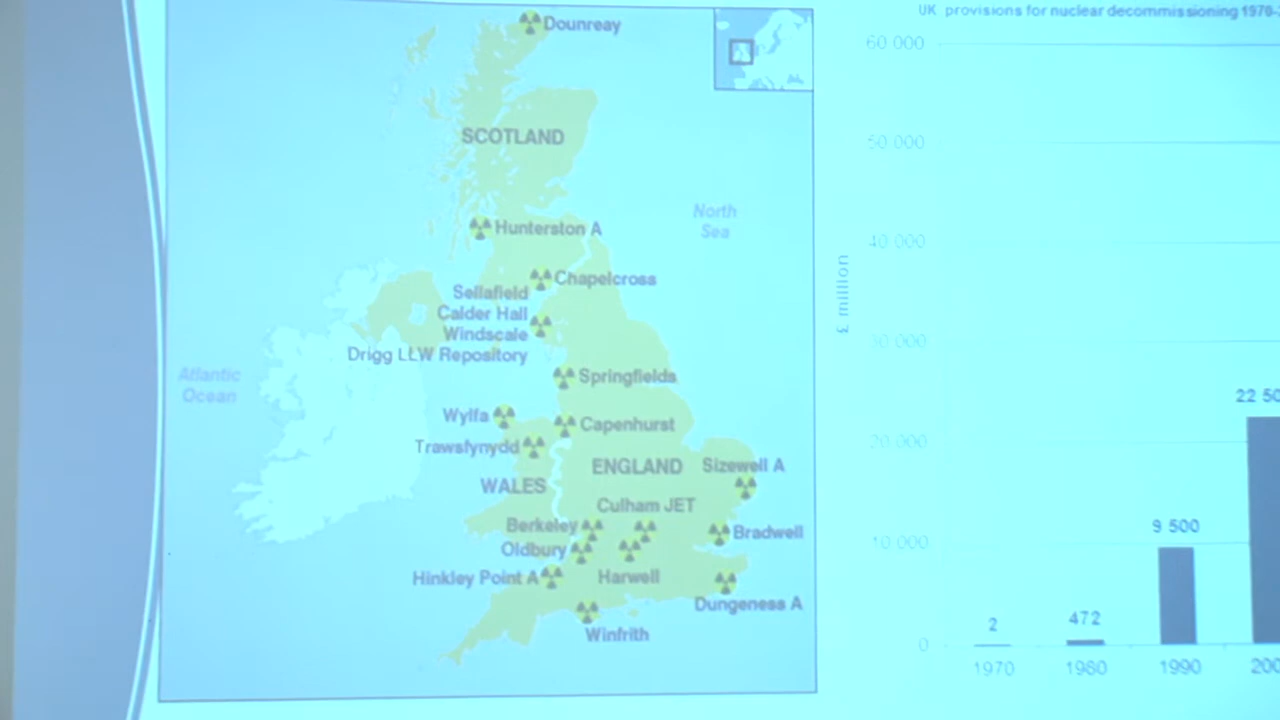 Dounreay
SCOTLAND
North
Sea
Hunterston A
Chapelcross
Sellafield
Calder Hall
Windscale
Drigg LLW Repository
Atlantic
Ocean
Springfields
Wylfa
Capenhurst
Trawsfynydd
ENGLAND
Sizewell A
WALES
Culham JET
Berkeley
Bradwell
Oldbury
Hinkley Point A
Harwell
Dungeness A
Winfrith
UK provisions for nuclear decommissioning 1970-
60 000
50 000
40 000
£ million
30 000
22 50
20 000
9 500
10 000
472
2
0
1970
1980
1990
200